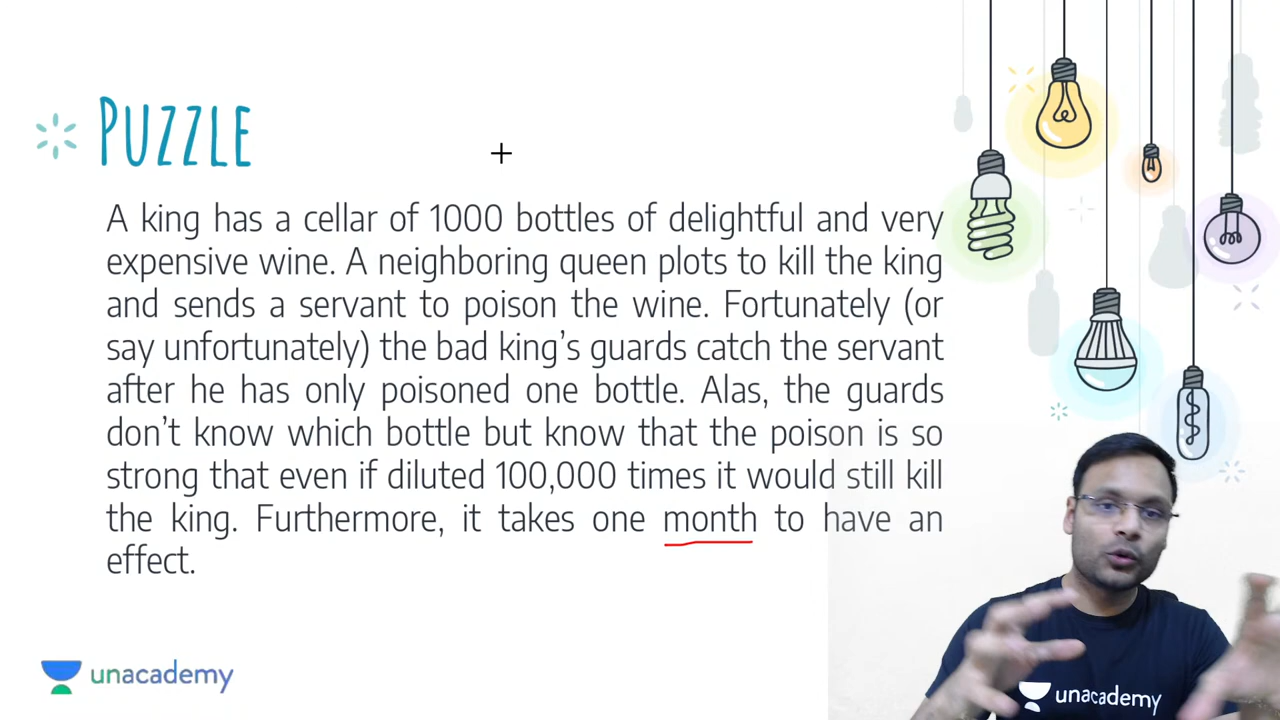 PUZZLE
A king has a cellar of 1000 bottles of delightful and very
expensive wine. A neighboring queen plots to kill the king
and sends a servant to poison the wine. Fortunately (or
say unfortunately) the bad king’s guards catch the servant
after he has only poisoned one bottle. Alas, the guards
don’t know which bottle but know that the poison is so
strong that even if diluted 100,000 times it would still kill
the king. Furthermore, it takes one month to have an
effect.
unacademy
unacademy